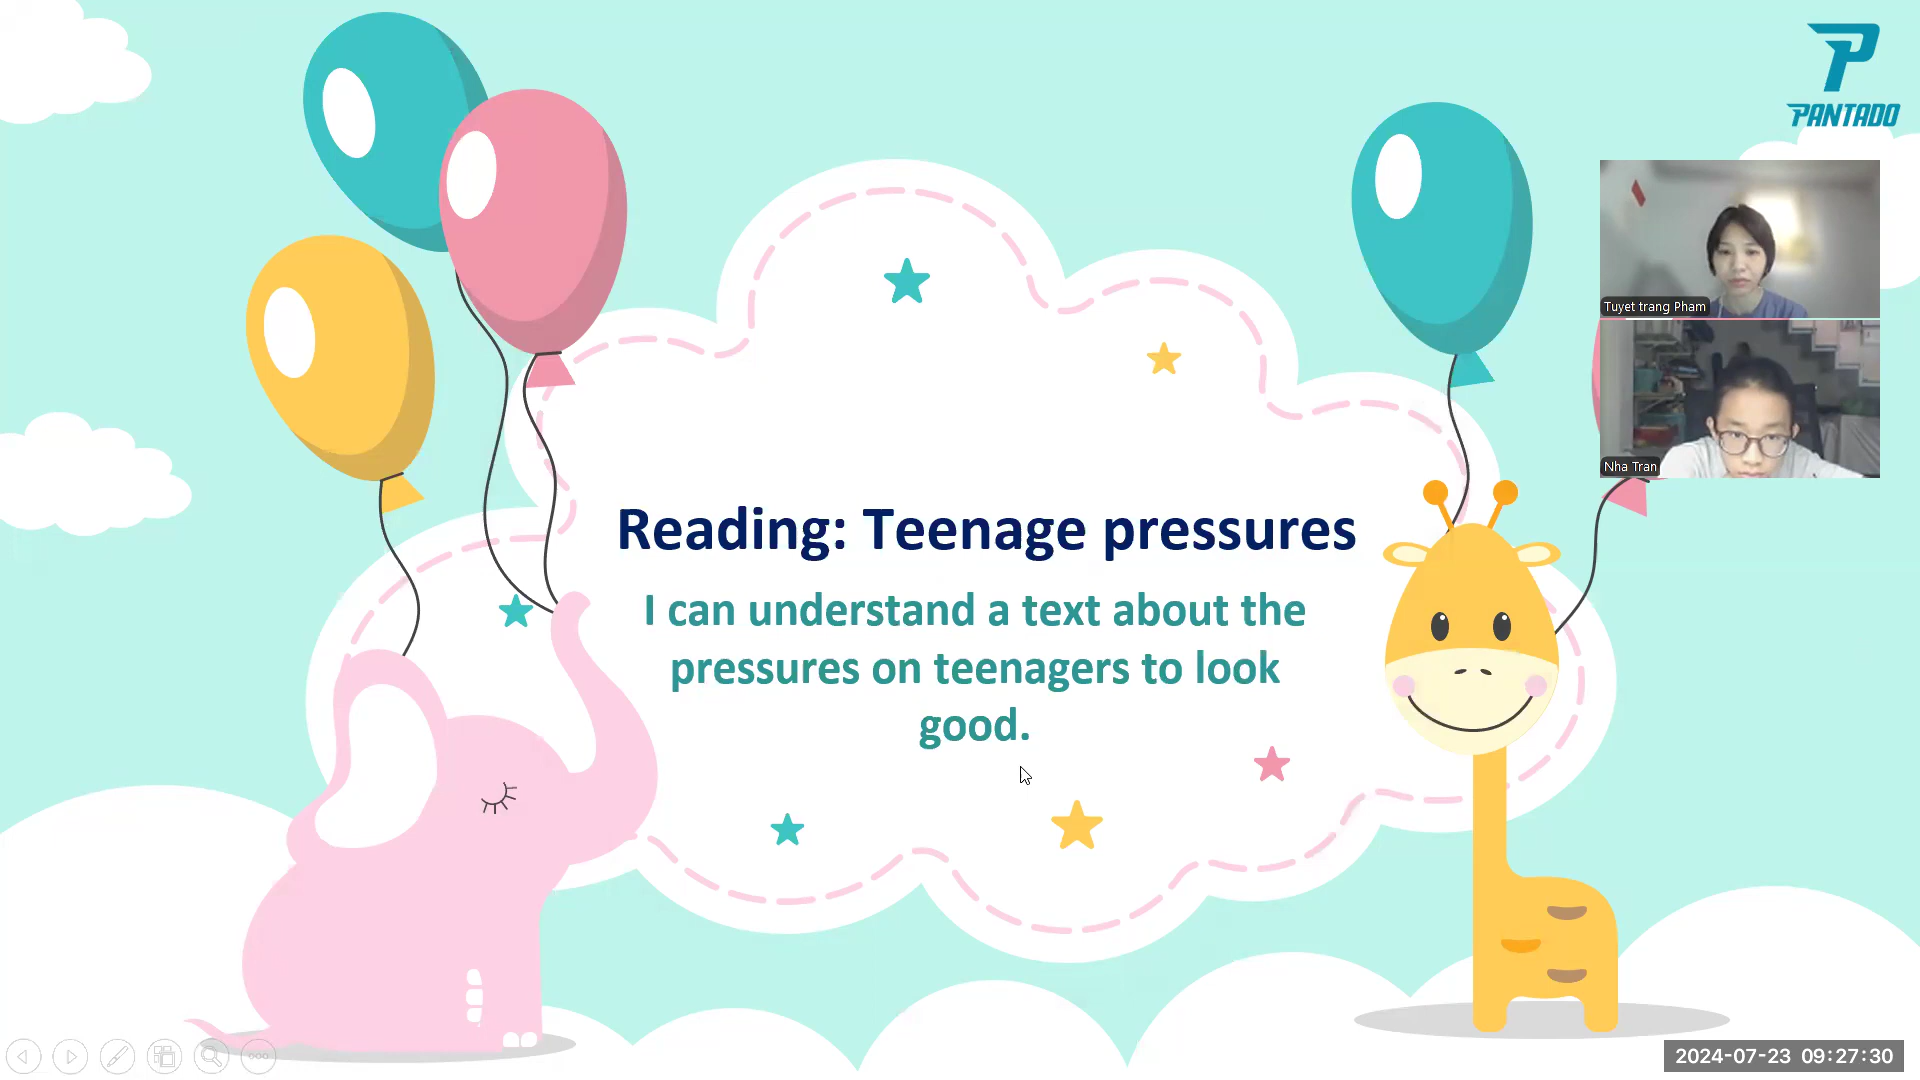 PANTADO
Tuyet trang Pham
Nha Tran
Reading: Teenage pressures
I can understand a text about the
pressures on teenagers to look
good.
2024-07-23 09:27:30